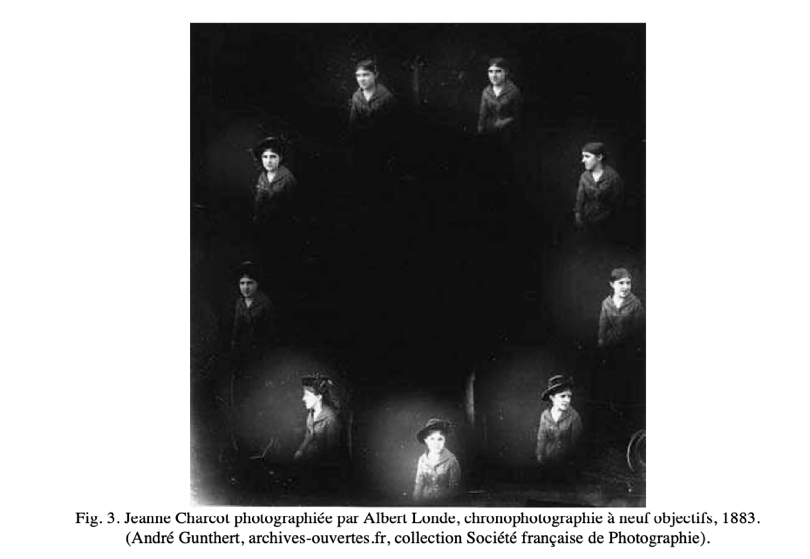 Fig. 3. Jeanne Charcot photographiée par Albert Londe, chronophotographie à neuf objectifs, 1883.
(André Gunthert, archives-ouvertes.fr, collection Société française de Photographie).